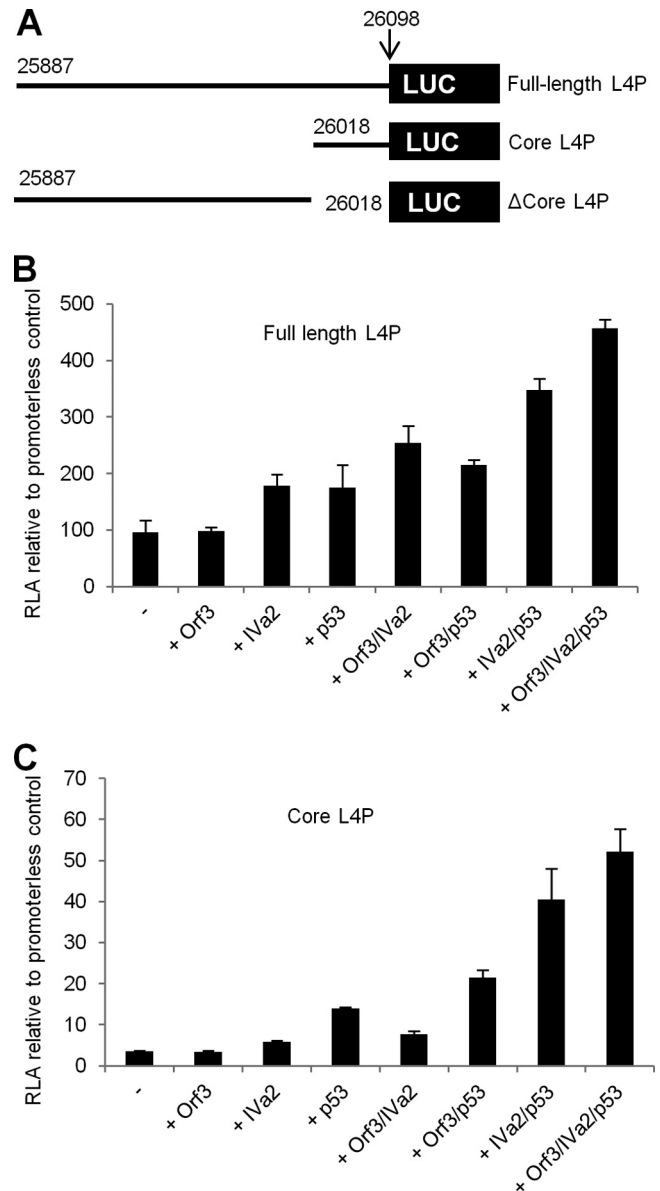 A
26098
25887
LUC
Full-length L4P
26018
LUC
Core L4P
25887
26018
LUC
ΔCore L4P
B
RLA relative to promoterless control
Full length L4P
500
400
300
200
100
0
-
+ Orf3
+ IVa2
+ p53
+ Orf3/IVa2
+ Orf3/p53
+ IVa2/p53
+ Orf3/IVa2/p53
C
RLA relative to promoterless control
Core L4P
70
60
50
40
30
20
10
0
-
+ Orf3
+ IVa2
+ p53
+ Orf3/IVa2
+ Orf3/p53
+ IVa2/p53
+ Orf3/IVa2/p53